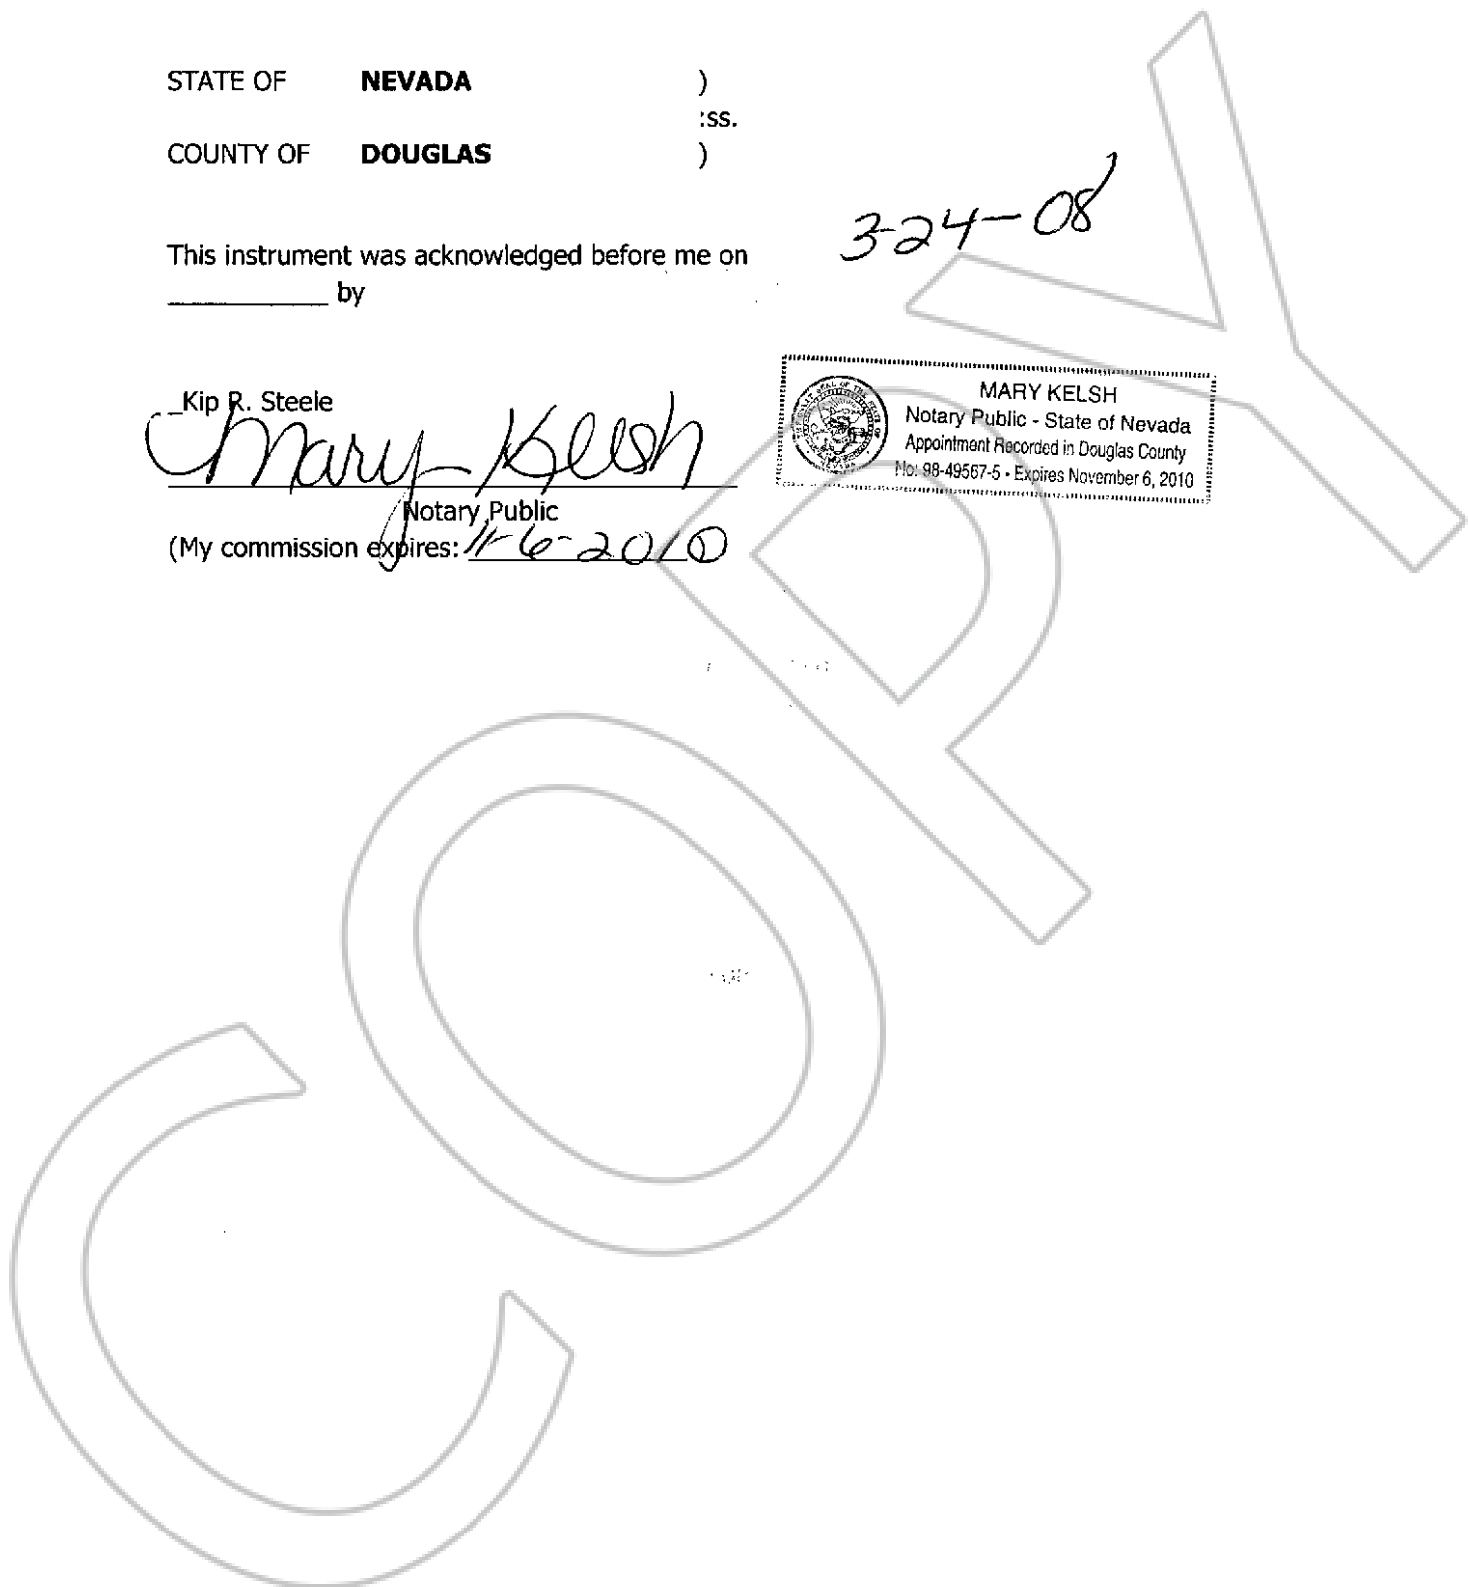 STATE OF NEVADA )
:ss.
COUNTY OF DOUGLAS )
3-24-08
This instrument was acknowledged before me on
__________ by
_Kip R. Steele
Mary Kelsh
Notary Public
(My commission expires: 11-6-2010
MARY KELSH
Notary Public - State of Nevada
Appointment Recorded in Douglas County
No: 98-49567-5 - Expires November 6, 2010
COPY